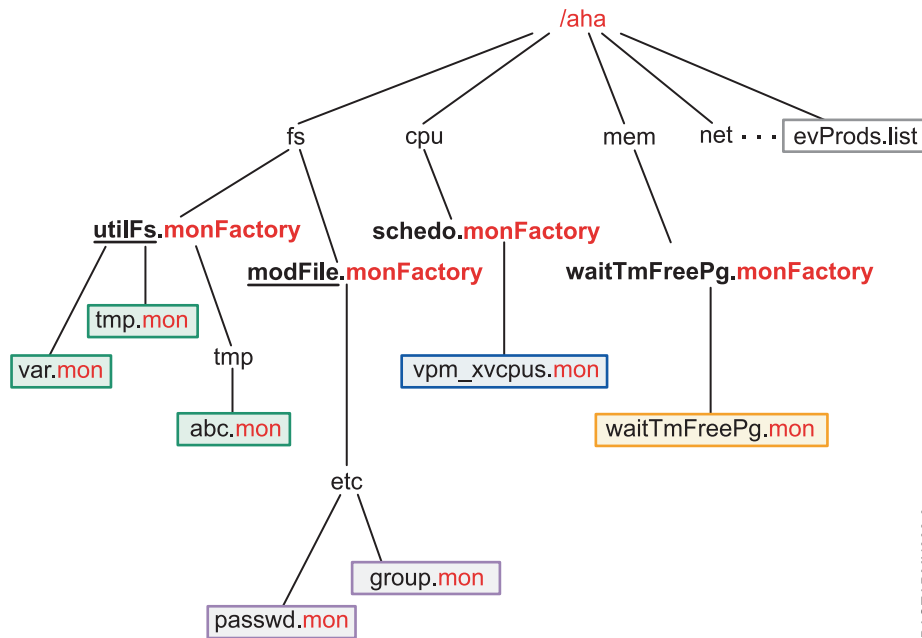 /aha
fs
cpu
mem
net ... evProds.list
utilFs.monFactory
schedo.monFactory
modFile.monFactory
waitTmFreePg.monFactory
tmp.mon
var.mon
tmp
vpm_xvcpus.mon
abc.mon
waitTmFreePg.mon
etc
group.mon
passwd.mon